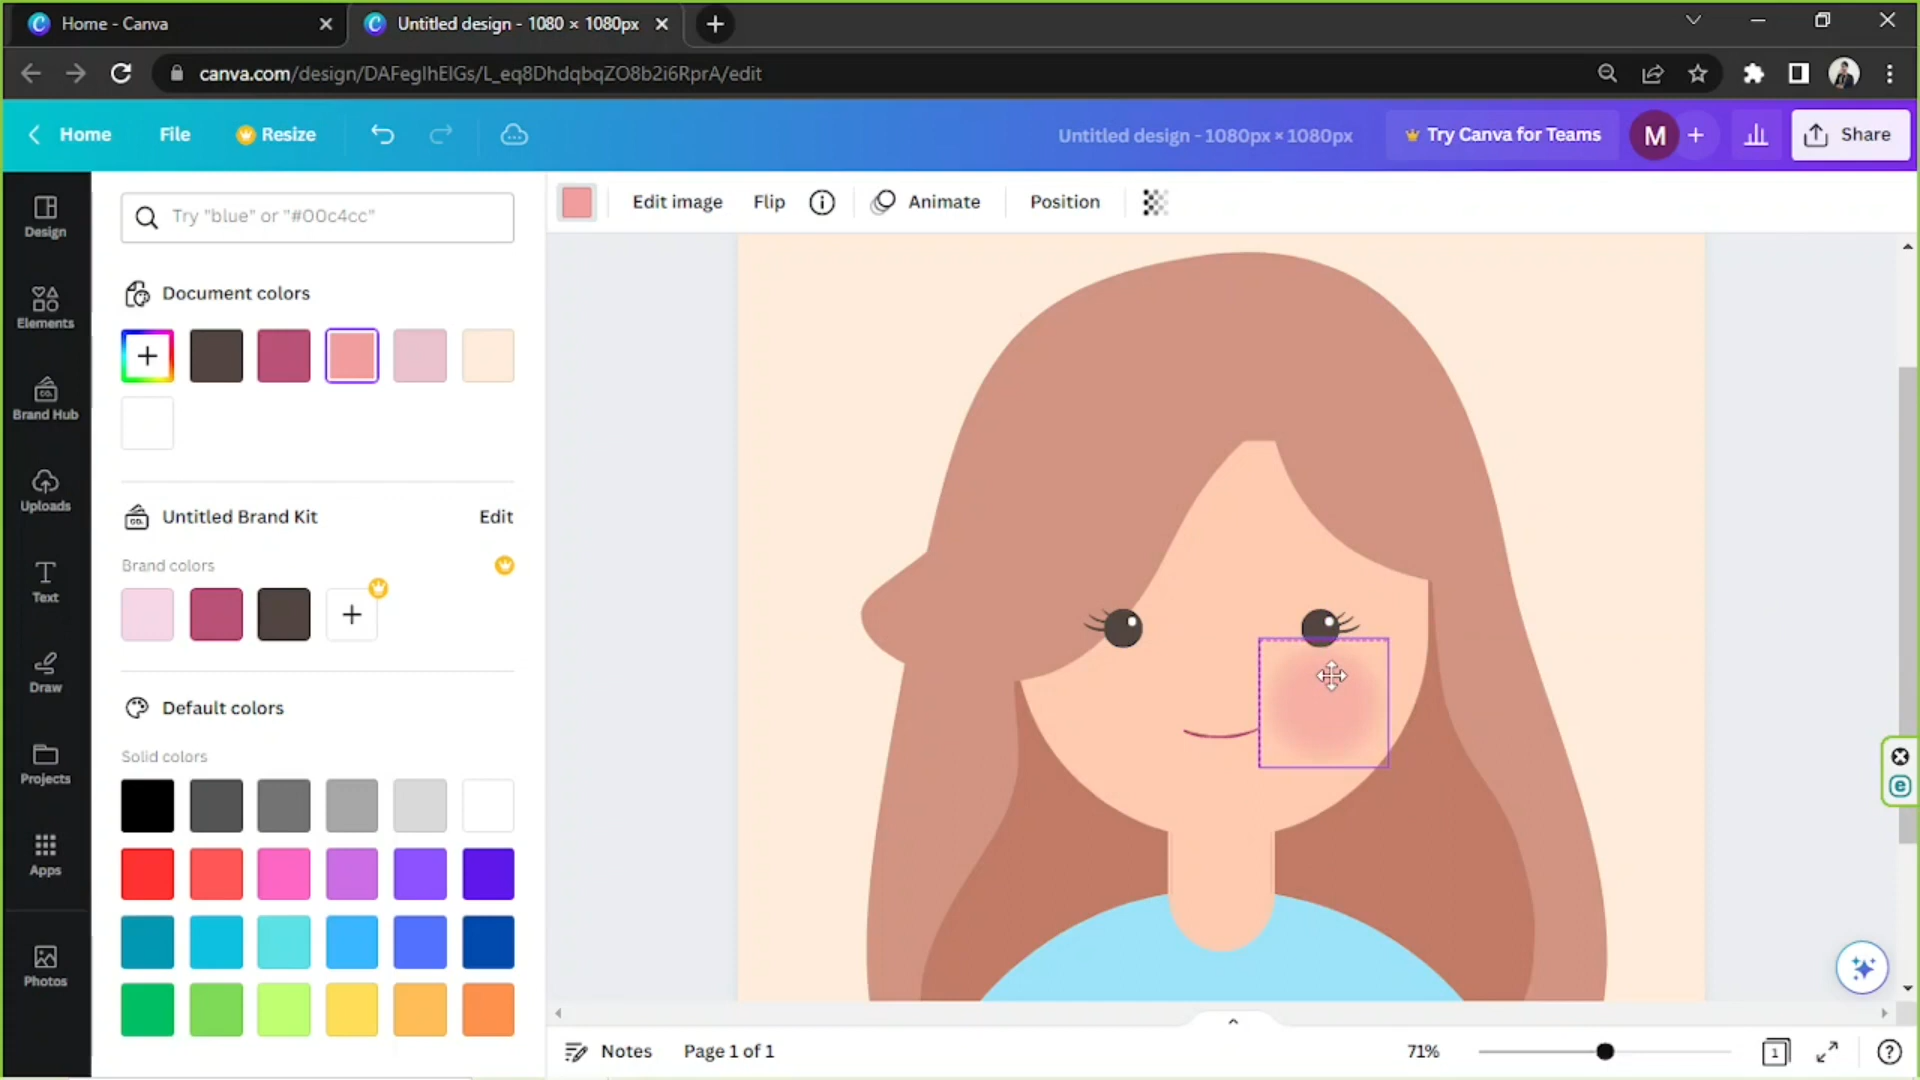 Home - Canva
Untitled design - 1080 × 1080px
canva.com/design/DAFeglhElGs/L_eq8DhdqbqZO8b2i6RprA/edit
Home
File
Resize
Untitled design - 1080px × 1080px
Try Canva for Teams
M
Share
Design
Elements
Brand Hub
Uploads
Text
Draw
Projects
Apps
Photos
Try "blue" or "#00c4cc"
Edit image
Flip
Animate
Position
Document colors
Untitled Brand Kit
Edit
Brand colors
Default colors
Solid colors
Notes
Page 1 of 1
71%
1